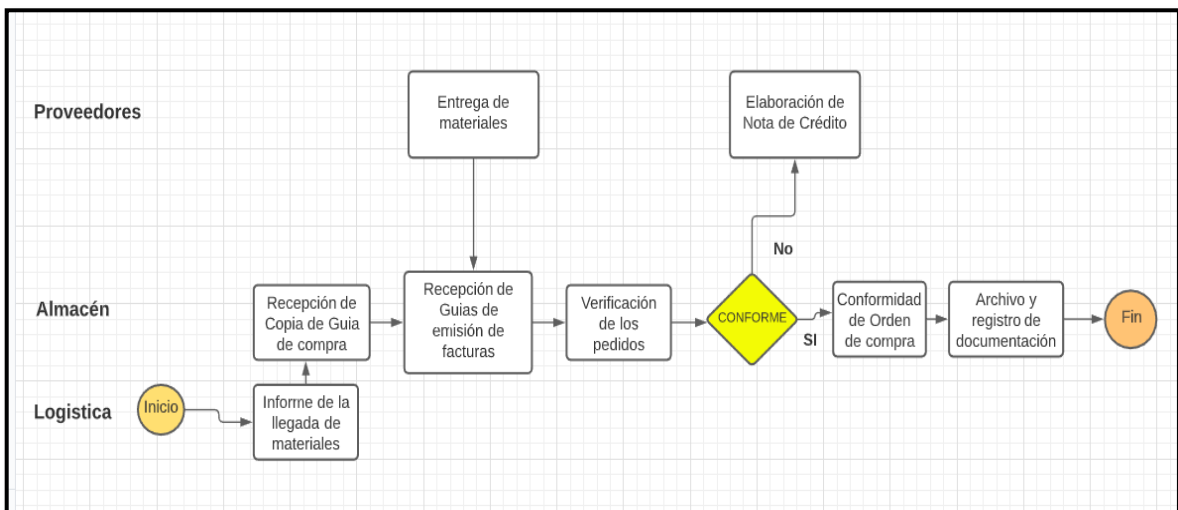 Proveedores
Entrega de
materiales
Elaboración de
Nota de Crédito
No
Almacén
Recepción de
Copia de Guia
de compra
Recepción de
Guias de
emisión de
facturas
Verificación
de los
pedidos
CONFORME
SI
Conformidad
de Orden
de compra
Archivo y
registro de
documentación
Fin
Logistica
Inicio
Informe de la
llegada de
materiales